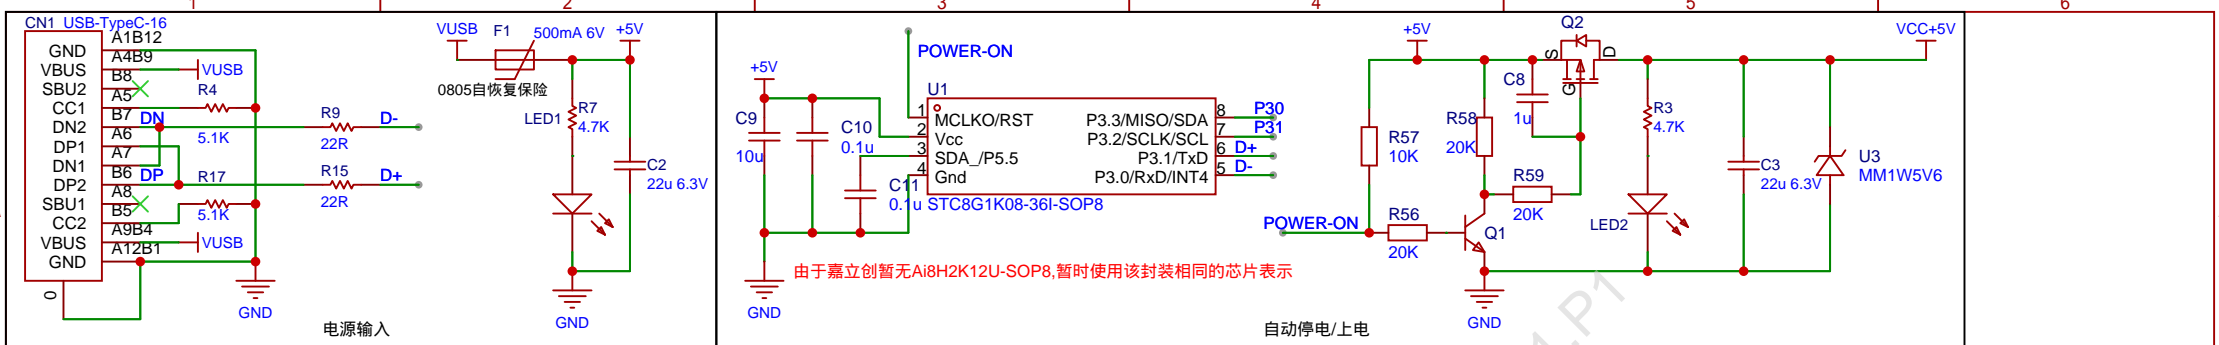 1
2
3
4
5
6
CN1 USB-TypeC-16
A1B12
GND
A4B9
VBUS
VUSB
B8
SBU2
A5
CC1
R4
5.1K
B7
DN2
DN
A6
DP1
A7
DN1
B6
DP2
DP
A8
SBU1
R17
5.1K
B5
CC2
A9B4
VBUS
VUSB
A12B1
GND
0
GND
R9
22R
D-
R15
22R
D+
电源输入
VUSB
F1
500mA 6V
+5V
0805自恢复保险
R7
4.7K
LED1
C2
22u 6.3V
GND
POWER-ON
+5V
C9
10u
C10
0.1u
C11
0.1u
U1
1
MCLKO/RST
2
Vcc
3
SDA_/P5.5
4
Gnd
P3.3/MISO/SDA
8
P30
P3.2/SCLK/SCL
7
P31
P3.1/TxD
6
D+
P3.0/RxD/INT4
5
D-
STC8G1K08-36I-SOP8
由于嘉立创暂无Ai8H2K12U-SOP8,暂时使用该封装相同的芯片表示
GND
+5V
Q2
S
D
G
VCC+5V
C8
1u
R57
10K
R58
20K
R59
20K
POWER-ON
R56
20K
Q1
R3
4.7K
LED2
C3
22u 6.3V
U3
MM1W5V6
GND
自动停电/上电